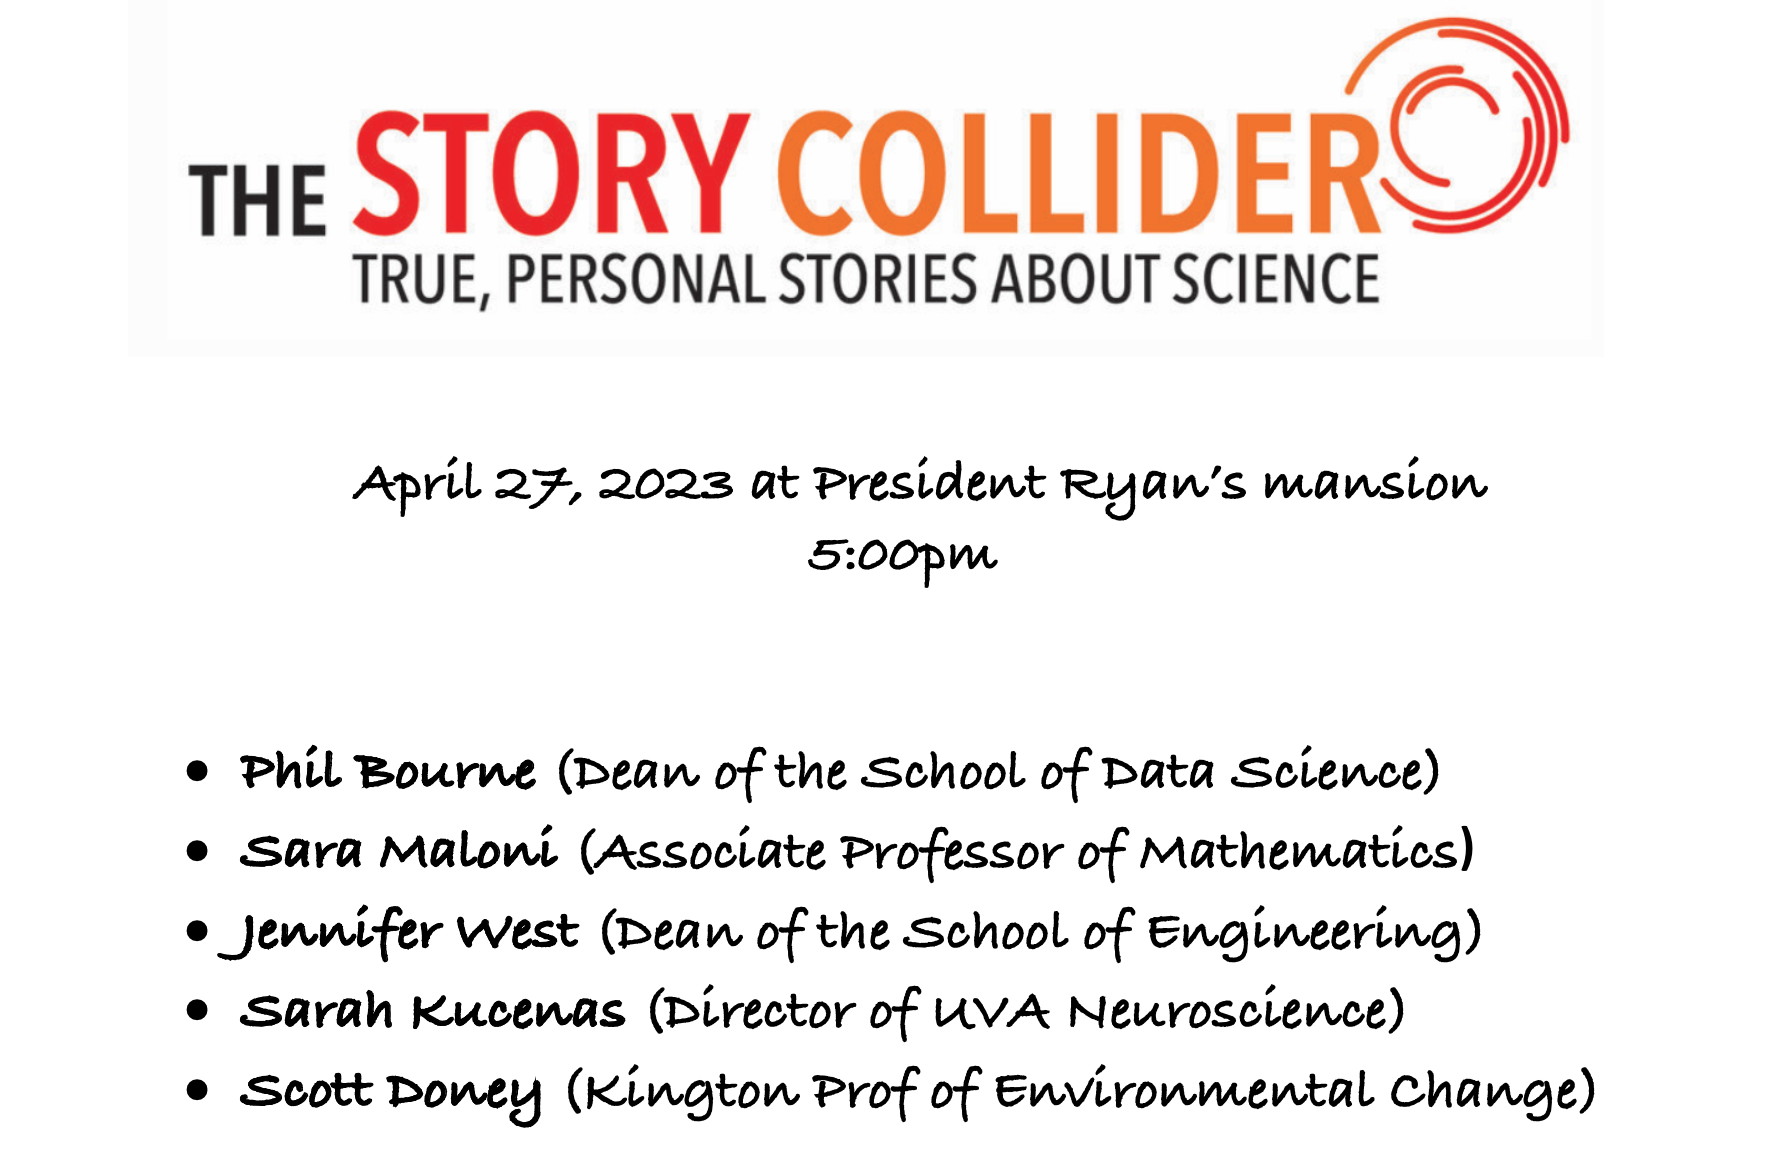 THE STORY COLLIDER
TRUE, PERSONAL STORIES ABOUT SCIENCE
April 27, 2023 at President Ryan's mansion
5:00pm
• Phil Bourne (Dean of the School of Data Science)
• Sara Maloni (Associate Professor of Mathematics)
• Jennifer West (Dean of the School of Engineering)
• Sarah Kucenas (Director of UVA Neuroscience)
• Scott Doney (Kington Prof of Environmental Change)